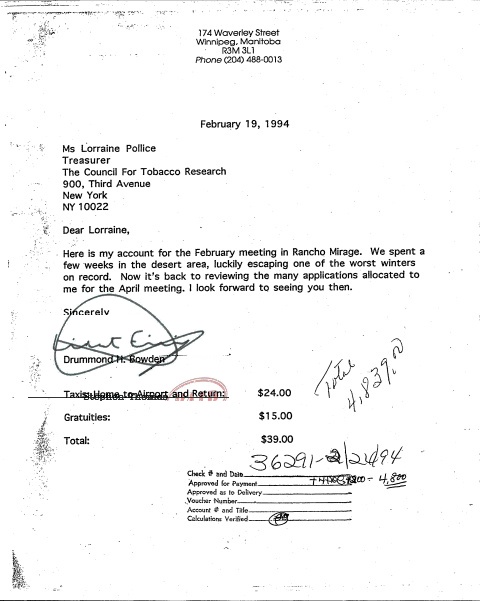 174 Waverley Street
Winnipeg, Manitoba
R3M 3L1
Phone (204) 488-0013
February 19, 1994
Ms Lorraine Pollice
Treasurer
The Council For Tobacco Research
900, Third Avenue
New York
NY 10022
Dear Lorraine,
Here is my account for the February meeting in Rancho Mirage. We spent a
few weeks in the desert area, luckily escaping one of the worst winters
on record. Now it's back to reviewing the many applications allocated to
me for the April meeting. I look forward to seeing you then.
Sincerely
Drummond H. Bowden
Total
4,839.00
Taxis: Home to Airport and Return: $24.00
Gratuities: $15.00
Total: $39.00
36291-2/21/94
Check # and Date
Approved for Payment 4,800
Approved as to Delivery
Voucher Number
Account # and Title
Calculations Verified